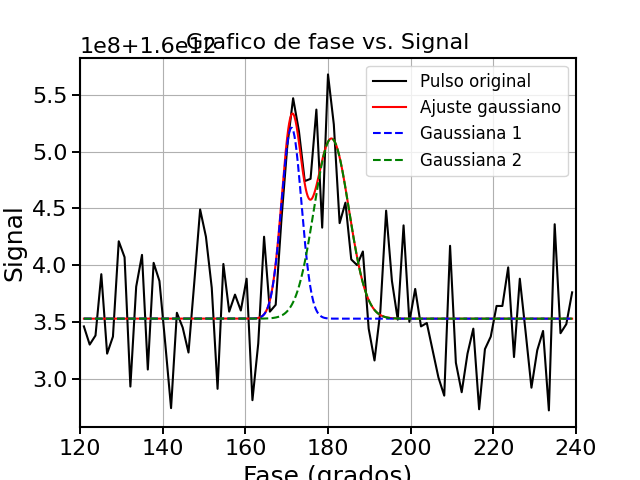 1e8+1.6e12
Grafico de fase vs. Signal
Pulso original
Ajuste gaussiano
Gaussiana 1
Gaussiana 2
5.5
5.0
4.5
4.0
3.5
3.0
Signal
120 140 160 180 200 220 240
Fase (grados)